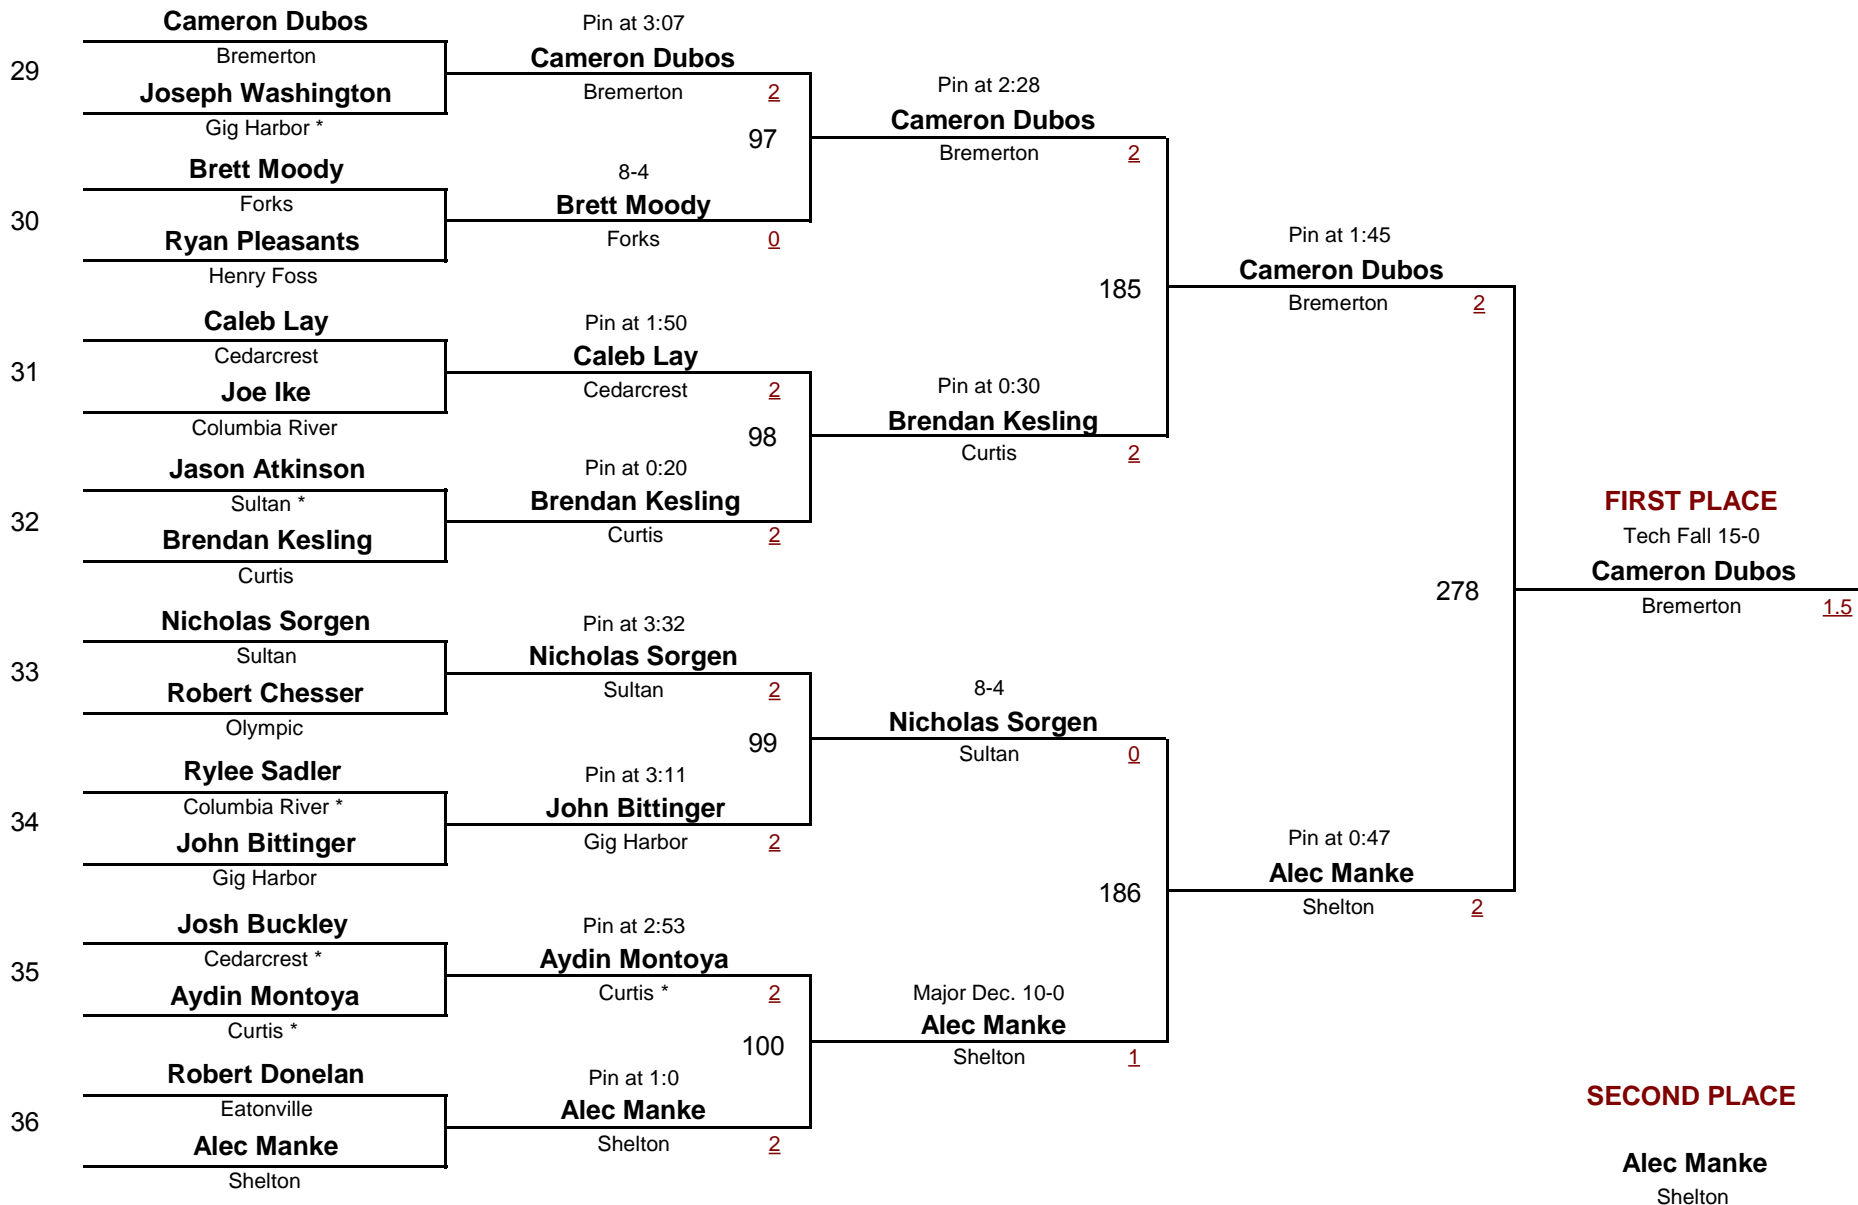 Cameron Dubos
Bremerton
29
Joseph Washington
Gig Harbor *
Brett Moody
Forks
30
Ryan Pleasants
Henry Foss
Caleb Lay
Cedarcrest
31
Joe Ike
Columbia River
Jason Atkinson
Sultan *
32
Brendan Kesling
Curtis
Nicholas Sorgen
Sultan
33
Robert Chesser
Olympic
Rylee Sadler
Columbia River *
34
John Bittinger
Gig Harbor
Josh Buckley
Cedarcrest *
35
Aydin Montoya
Curtis *
Robert Donelan
Eatonville
36
Alec Manke
Shelton
Pin at 3:07
Cameron Dubos
Bremerton 2
97
8-4
Brett Moody
Forks 0
Pin at 1:50
Caleb Lay
Cedarcrest 2
98
Pin at 0:20
Brendan Kesling
Curtis 2
Pin at 3:32
Nicholas Sorgen
Sultan 2
99
Pin at 3:11
John Bittinger
Gig Harbor 2
Pin at 2:53
Aydin Montoya
Curtis * 2
100
Pin at 1:0
Alec Manke
Shelton 2
Pin at 2:28
Cameron Dubos
Bremerton 2
185
Pin at 0:30
Brendan Kesling
Curtis 2
8-4
Nicholas Sorgen
Sultan 0
186
Major Dec. 10-0
Alec Manke
Shelton 1
Pin at 1:45
Cameron Dubos
Bremerton 2
278
Pin at 0:47
Alec Manke
Shelton 2
FIRST PLACE
Tech Fall 15-0
Cameron Dubos
Bremerton 1.5
SECOND PLACE
Alec Manke
Shelton